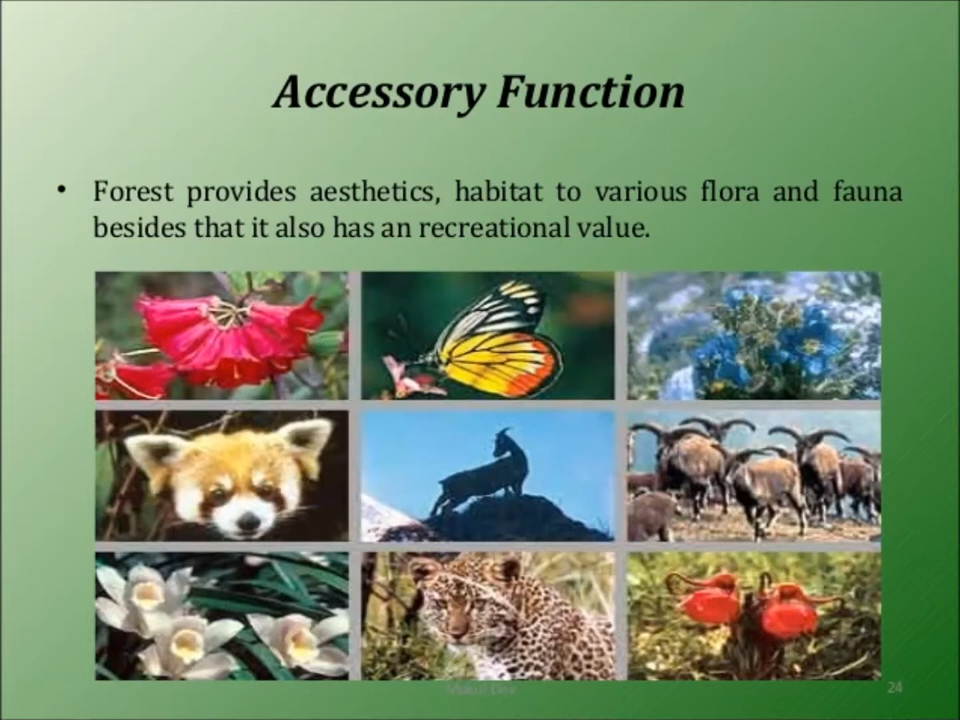 Accessory Function
• Forest provides aesthetics, habitat to various flora and fauna
besides that it also has an recreational value.
24